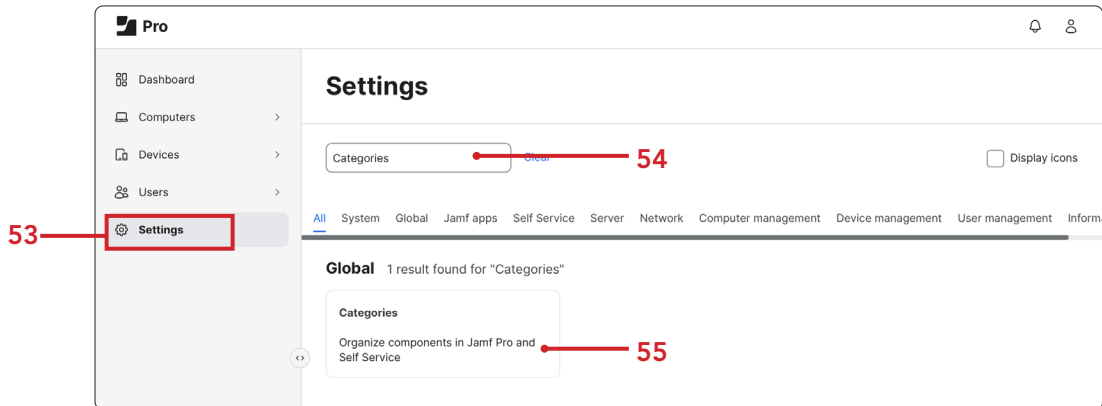 Pro
Dashboard
Computers
Devices
Users
53
Settings
Settings
Categories
Clear
54
Display icons
All System Global Jamf apps Self Service Server Network Computer management Device management User management Inform
Global 1 result found for "Categories"
Categories
Organize components in Jamf Pro and
Self Service
55